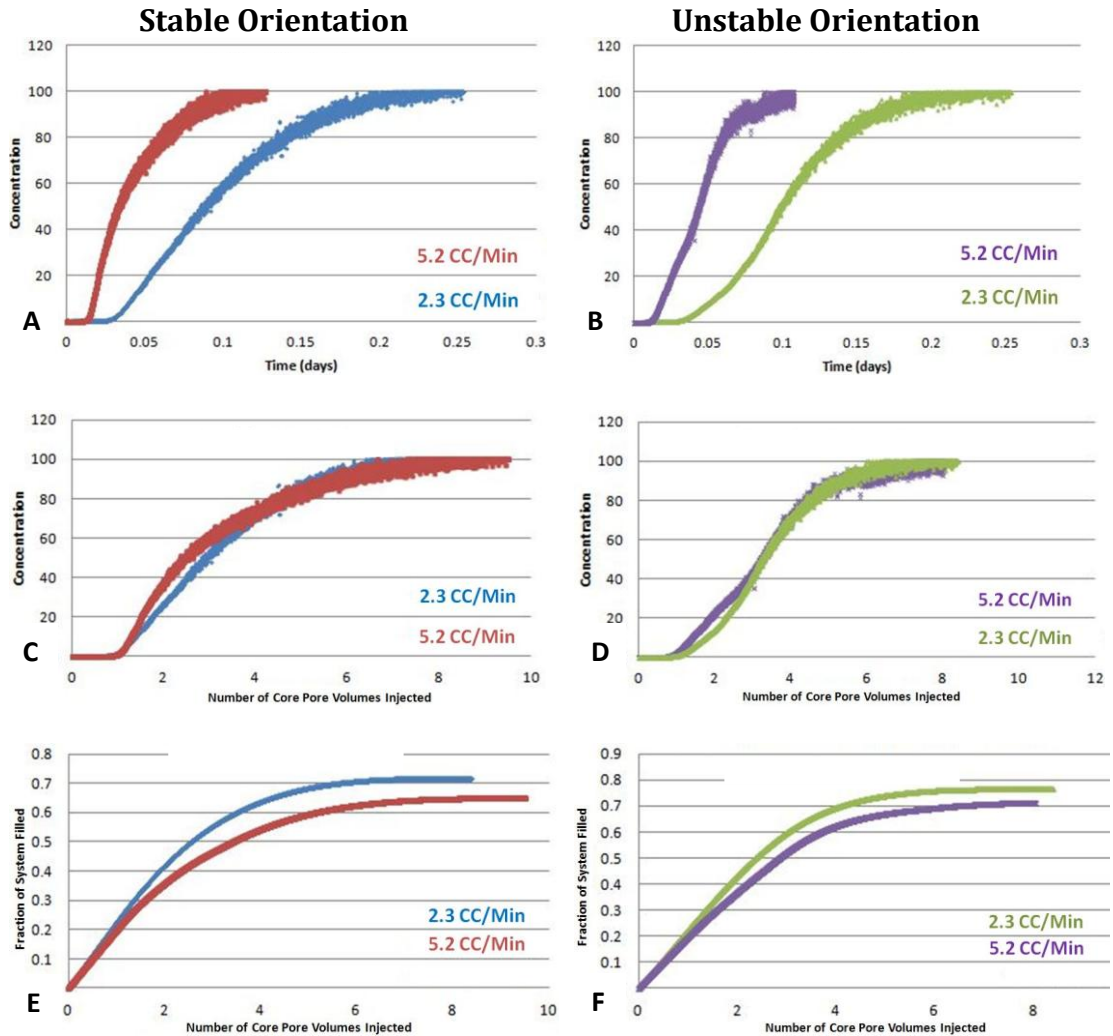 Stable Orientation
Unstable Orientation
120
100
80
60
40
20
Concentration
5.2 CC/Min
2.3 CC/Min
A
0 0.05 0.1 0.15 0.2 0.25 0.3
Time (days)
120
100
80
60
40
20
Concentration
5.2 CC/Min
2.3 CC/Min
B
0 0.05 0.1 0.15 0.2 0.25 0.3
Time (days)
120
100
80
60
40
20
Concentration
2.3 CC/Min
5.2 CC/Min
C
0 2 4 6 8 10
Number of Core Pore Volumes Injected
120
100
80
60
40
20
Concentration
5.2 CC/Min
2.3 CC/Min
D
0 2 4 6 8 10 12
Number of Core Pore Volumes Injected
0.8
0.7
0.6
0.5
0.4
0.3
0.2
0.1
Fraction of System Filled
2.3 CC/Min
5.2 CC/Min
E
0 2 4 6 8 10
Number of Core Pore Volumes Injected
0.9
0.8
0.7
0.6
0.5
0.4
0.3
0.2
0.1
Fraction of System Filled
2.3 CC/Min
5.2 CC/Min
F
0 2 4 6 8
Number of Core Pore Volumes Injected